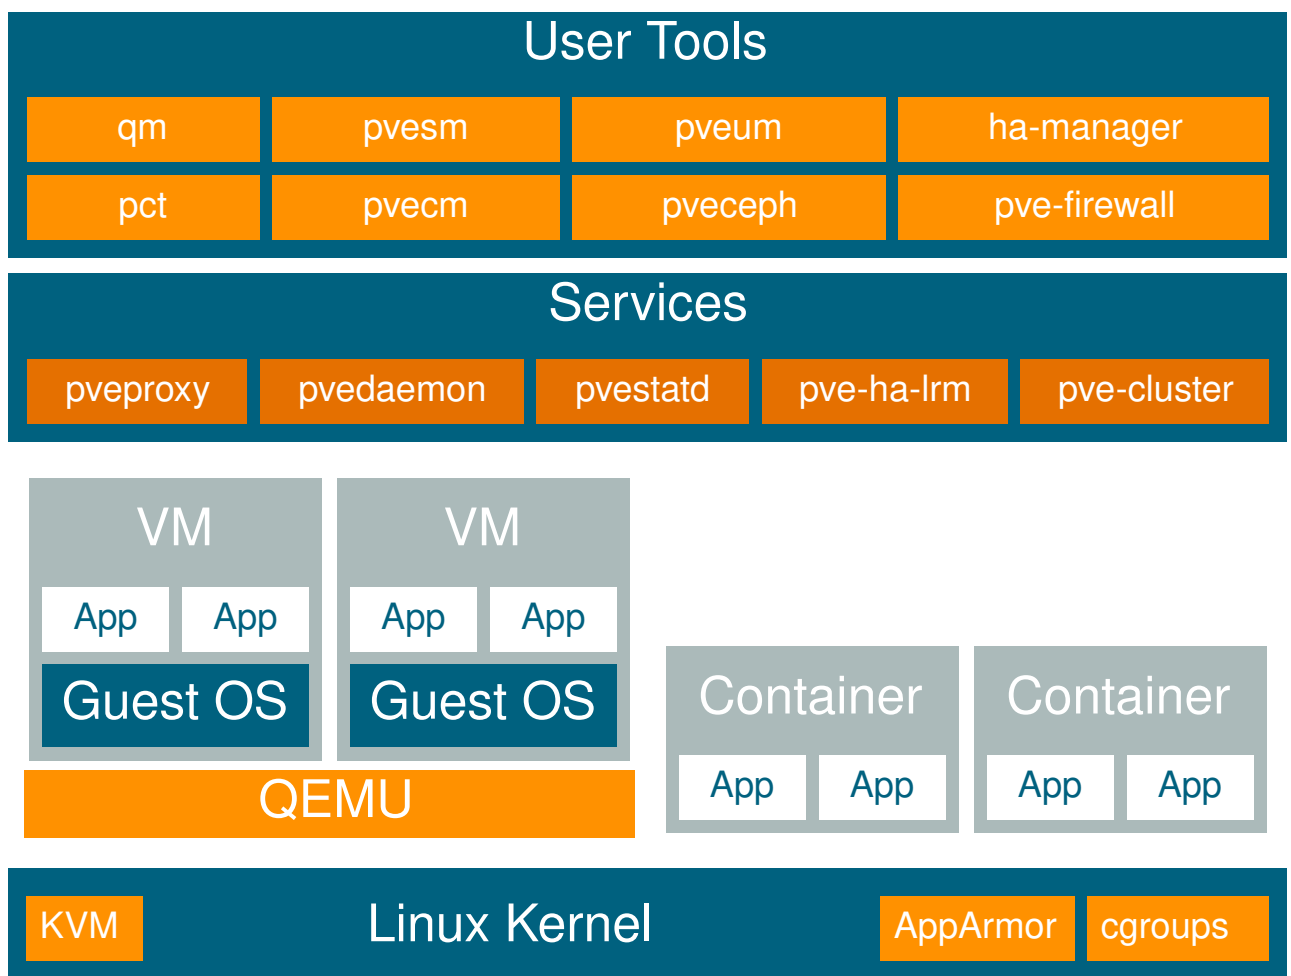 User Tools
qm pvesm pveum ha-manager
pct pvecm pveceph pve-firewall
Services
pveproxy pvedaemon pvestatd pve-ha-lrm pve-cluster
VM VM
App App App App
Guest OS Guest OS
Container Container
App App App App
QEMU
KVM Linux Kernel AppArmor cgroups